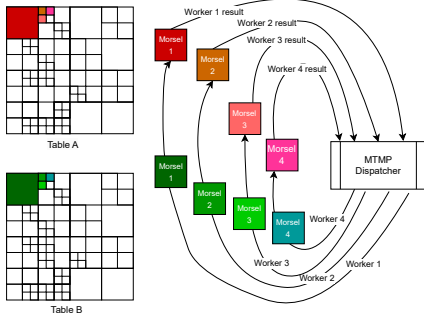 Worker 1 result
Worker 2 result
Worker 3 result
Worker 4 result
Morsel
1
Morsel
2
Morsel
3
Morsel
4
Table A
MTMP
Dispatcher
Morsel
1
Morsel
2
Morsel
3
Morsel
4
Worker 4
Worker 3
Worker 1
Worker 2
Table B